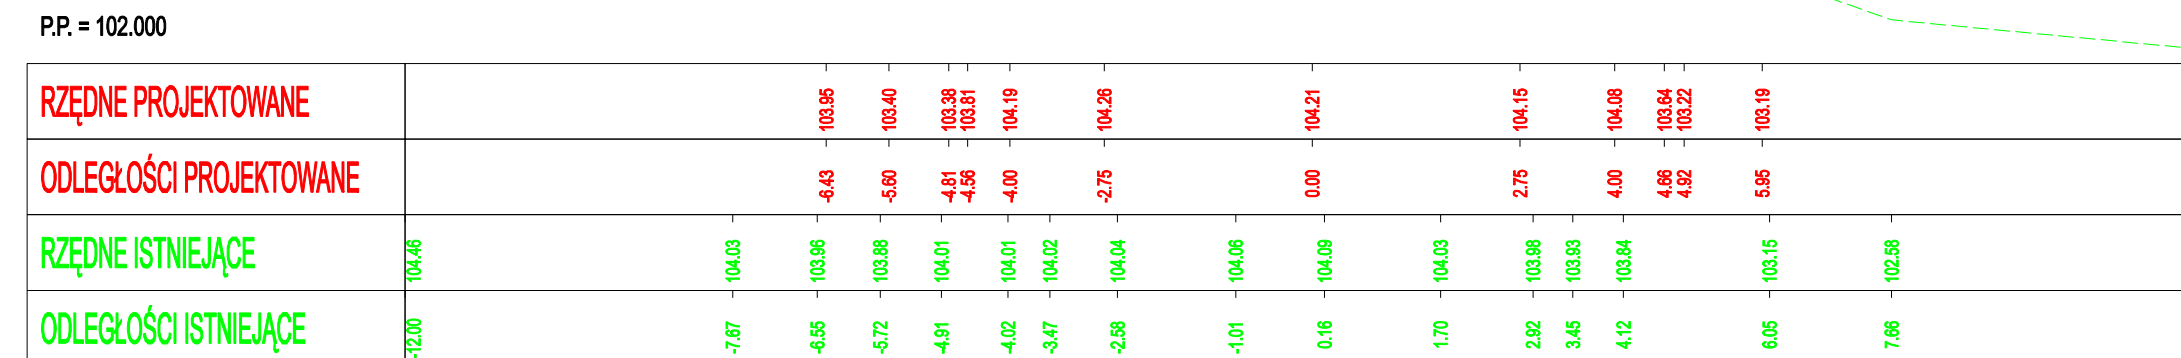 P.P. = 102.000
RZĘDNE PROJEKTOWANE 103.95 103.40 103.38 103.81 104.19 104.26 104.21 104.15 104.08 103.64 103.22 103.19
ODLEGŁOŚCI PROJEKTOWANE -6.43 -5.60 -4.81 -4.56 -4.00 -2.75 0.00 2.75 4.00 4.66 4.92 5.95
RZĘDNE ISTNIEJĄCE 104.46 104.03 103.96 103.88 104.01 104.01 104.02 104.04 104.06 104.09 104.03 103.98 103.93 103.84 103.15 102.58
ODLEGŁOŚCI ISTNIEJĄCE -12.00 -7.67 -6.55 -5.72 -4.91 -4.02 -3.47 -2.58 -1.01 0.16 1.70 2.92 3.45 4.12 6.05 7.66